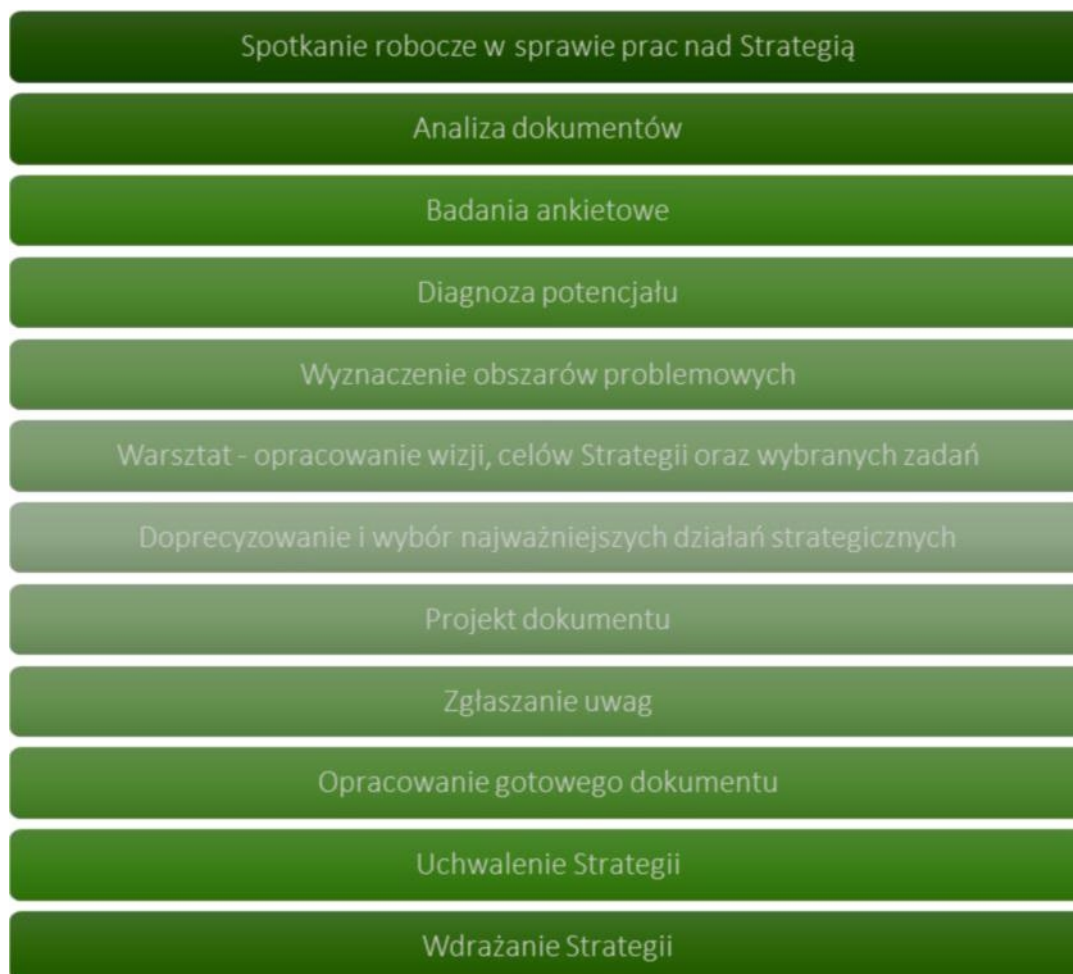 Spotkanie robocze w sprawie prac nad Strategią
Analiza dokumentów
Badania ankietowe
Diagnoza potencjału
Wyznaczenie obszarów problemowych
Warsztat - opracowanie wizji, celów Strategii oraz wybranych zadań
Doprecyzowanie i wybór najważniejszych działań strategicznych
Projekt dokumentu
Zgłaszanie uwag
Opracowanie gotowego dokumentu
Uchwalenie Strategii
Wdrażanie Strategii